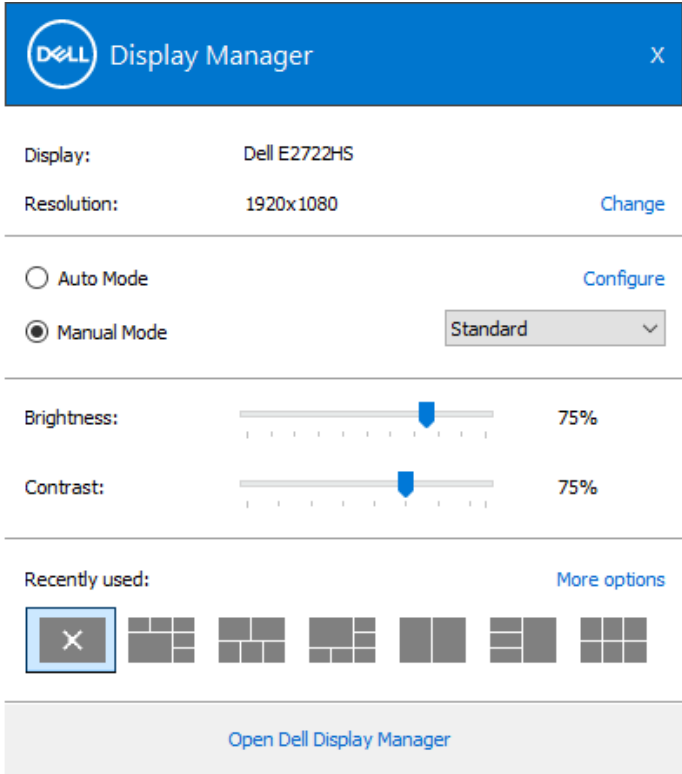 DELL Display Manager X
Display: Dell E2722HS
Resolution: 1920x1080 Change
Auto Mode Configure
Manual Mode Standard
Brightness: 75%
Contrast: 75%
Recently used: More options
Open Dell Display Manager